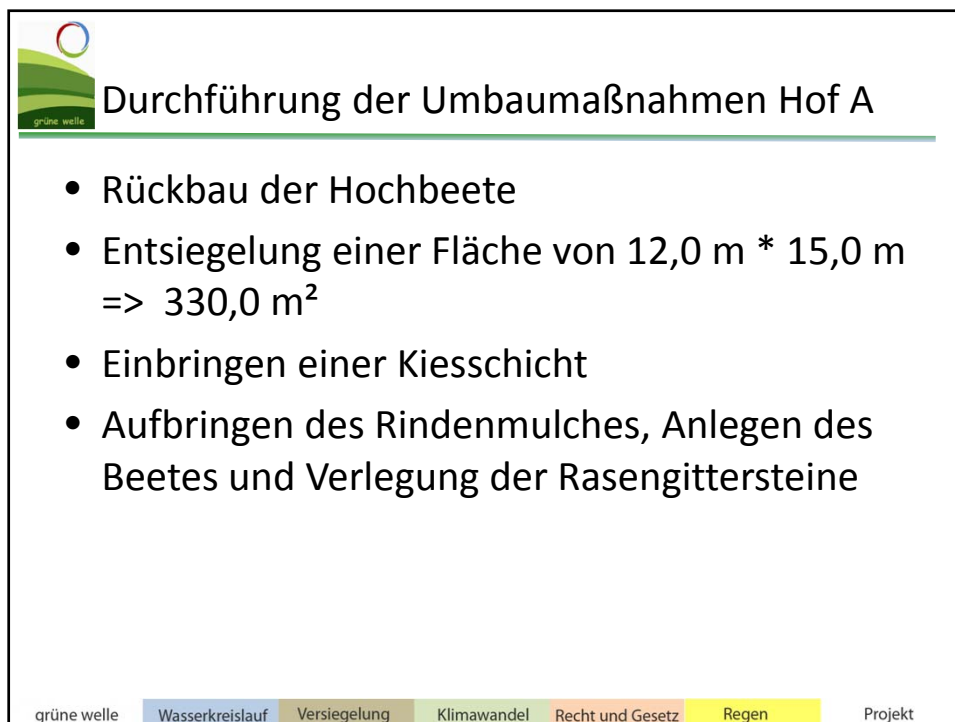 grüne welle
Durchführung der Umbaumaßnahmen Hof A
• Rückbau der Hochbeete
• Entsiegelung einer Fläche von 12,0 m * 15,0 m
=> 330,0 m²
• Einbringen einer Kiesschicht
• Aufbringen des Rindenmulches, Anlegen des
Beetes und Verlegung der Rasengittersteine
grüne welle Wasserkreislauf Versiegelung Klimawandel Recht und Gesetz Regen Projekt